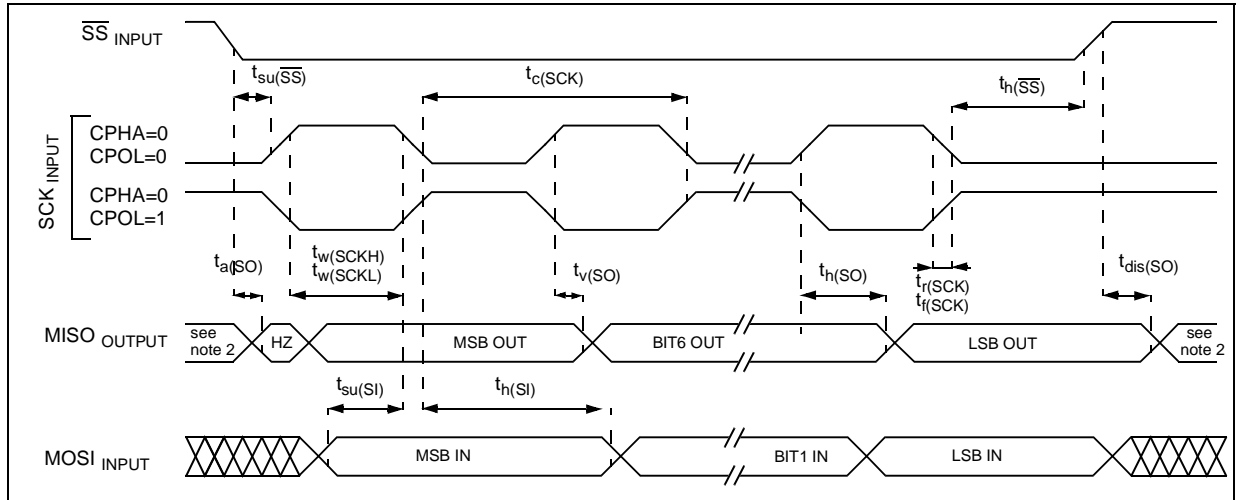 SS INPUT
tsu(SS)
tc(SCK)
th(SS)
SCK INPUT
CPHA=0
CPOL=0
CPHA=0
CPOL=1
ta(SO)
tw(SCKH)
tw(SCKL)
tv(SO)
th(SO)
tr(SCK)
tf(SCK)
tdis(SO)
MISO OUTPUT
see
note 2
HZ
MSB OUT
BIT6 OUT
LSB OUT
see
note 2
tsu(SI)
th(SI)
MOSI INPUT
MSB IN
BIT1 IN
LSB IN